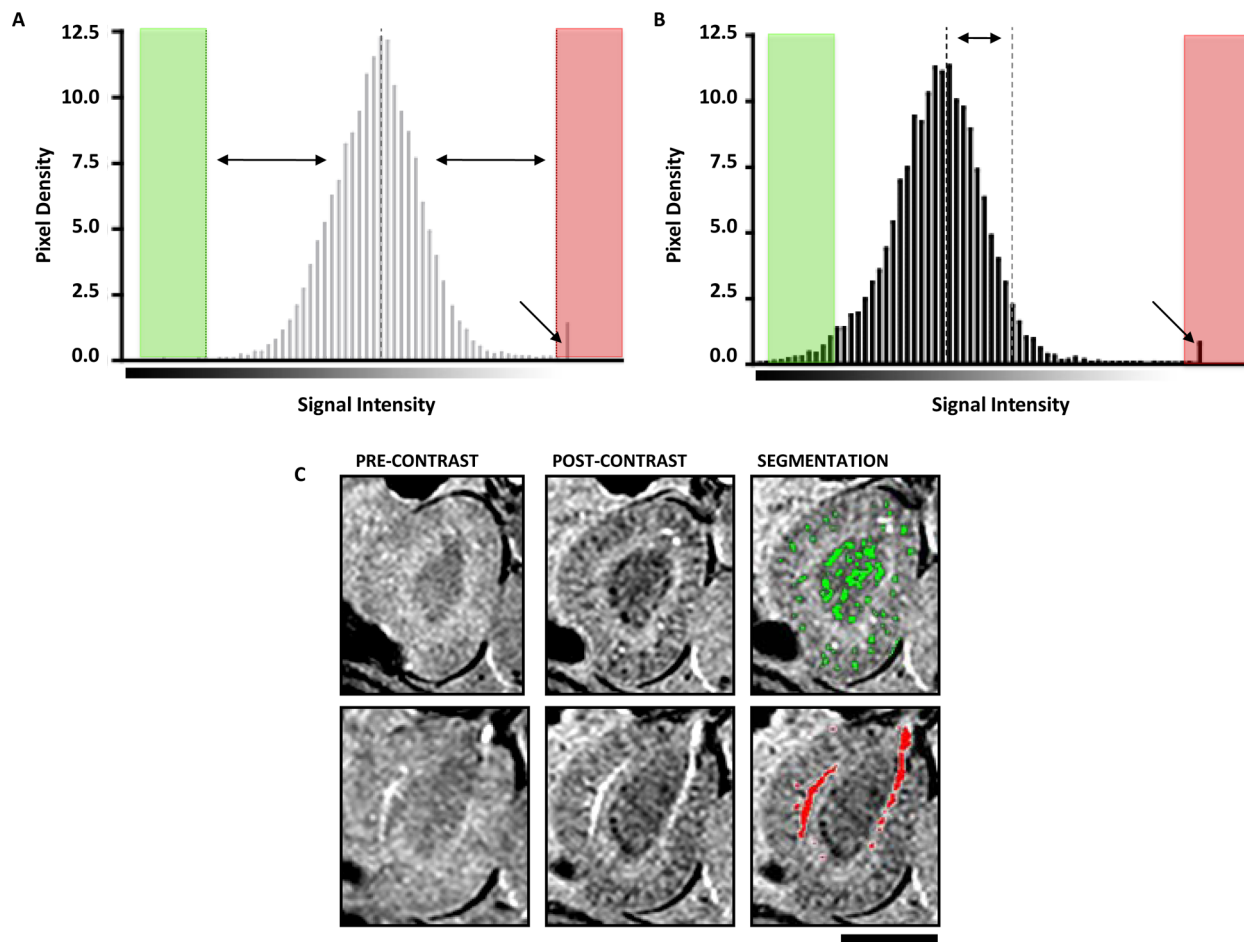 A
12.5
10.0
7.5
5.0
2.5
0.0
Pixel Density
Signal Intensity
B
12.5
10.0
7.5
5.0
2.5
0.0
Pixel Density
Signal Intensity
C
PRE-CONTRAST
POST-CONTRAST
SEGMENTATION